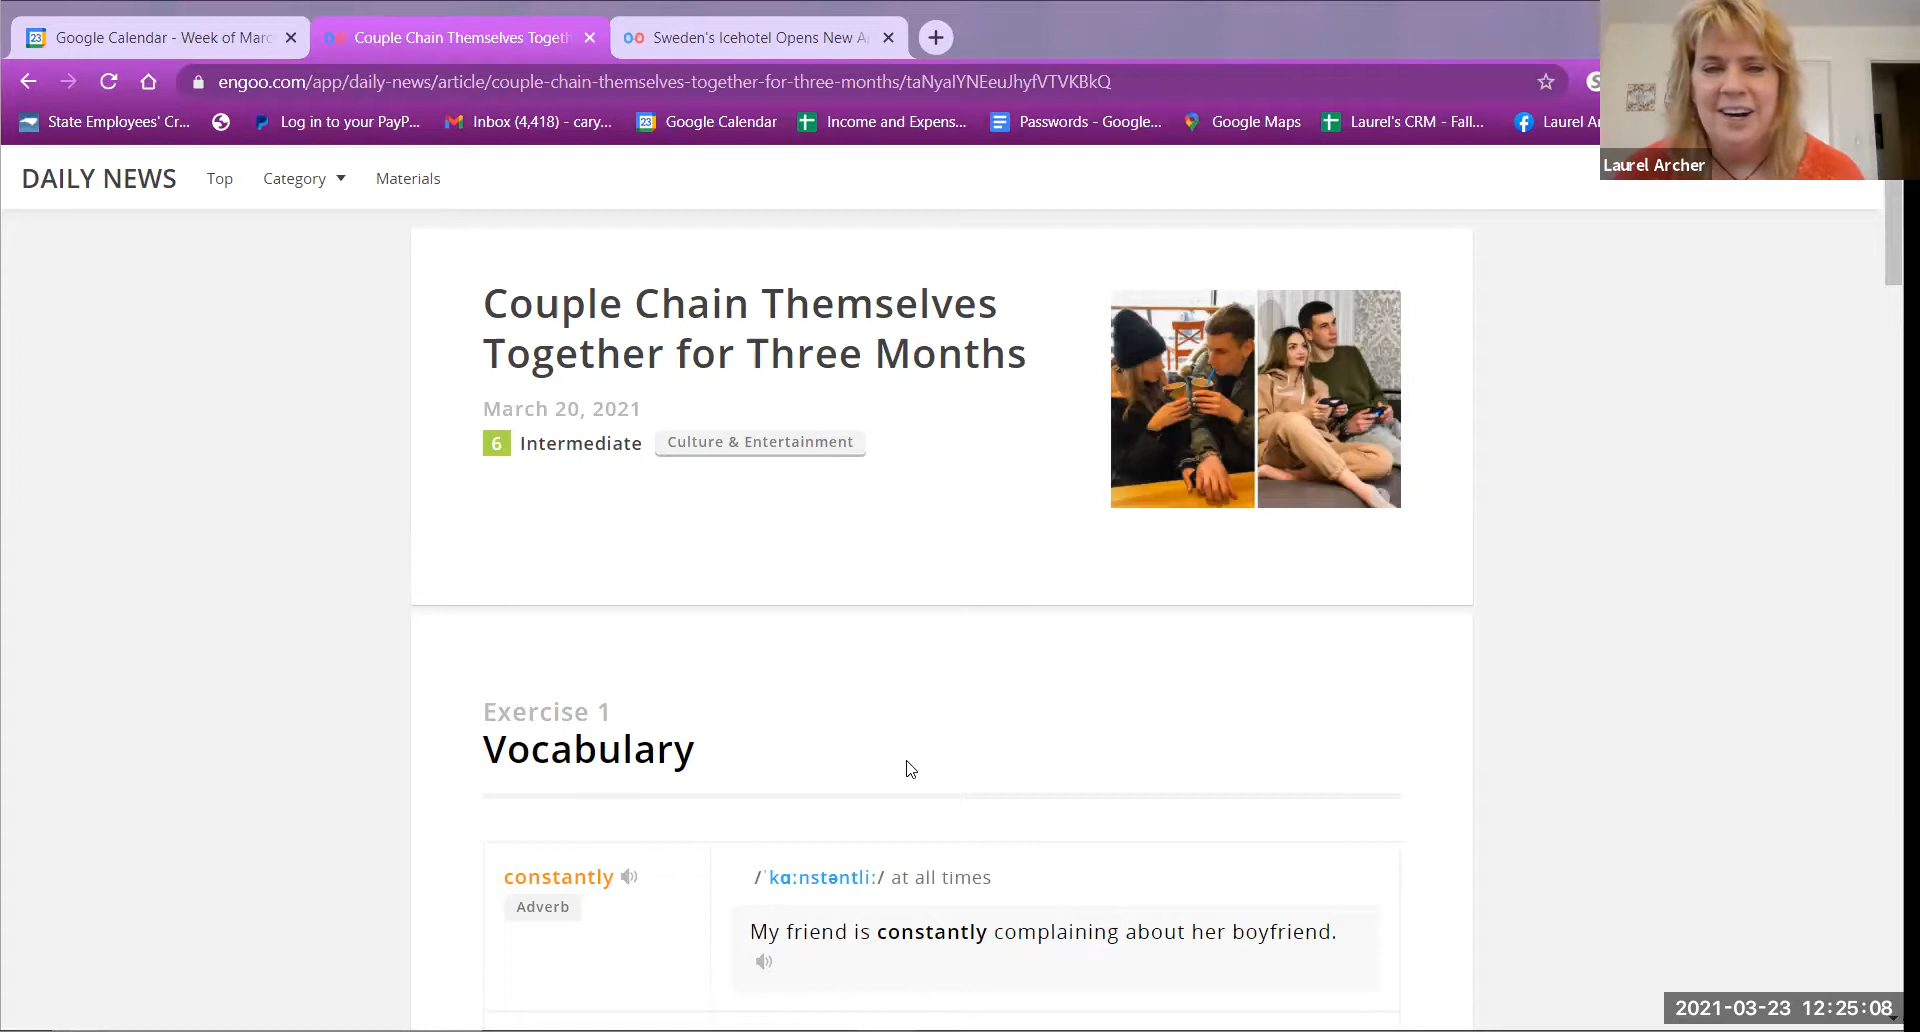 Google Calendar - Week of Marc
Couple Chain Themselves Togeth
Sweden's Icehotel Opens New A
engoo.com/app/daily-news/article/couple-chain-themselves-together-for-three-months/taNyaIYNEeuJhyfVTVKBkQ
State Employees' Cr...
Log in to your PayP...
Inbox (4,418) - cary...
23
Google Calendar
Income and Expens...
Passwords - Google...
Google Maps
Laurel's CRM - Fall...
Laurel Ar
Laurel Archer
DAILY NEWS
Top
Category
Materials
Couple Chain Themselves
Together for Three Months
March 20, 2021
6 Intermediate
Culture & Entertainment
Exercise 1
Vocabulary
constantly
Adverb
/ˈkɑːnstəntliː/ at all times
My friend is constantly complaining about her boyfriend.
2021-03-23 12:25:08